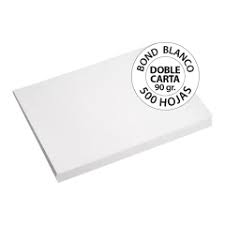 BOND BLANCO
DOBLE
CARTA
90 gr.
500 HOJAS